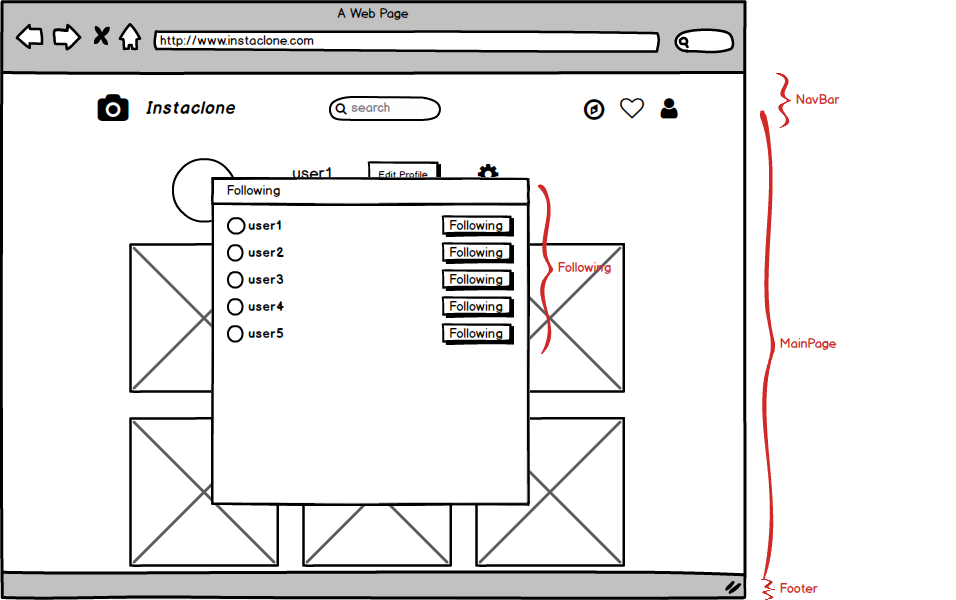 A Web Page
http://www.instaclone.com
Instaclone
search
NavBar
user1
Edit Profile
Following
user1 Following
user2 Following
user3 Following
user4 Following
user5 Following
Following
MainPage
Footer